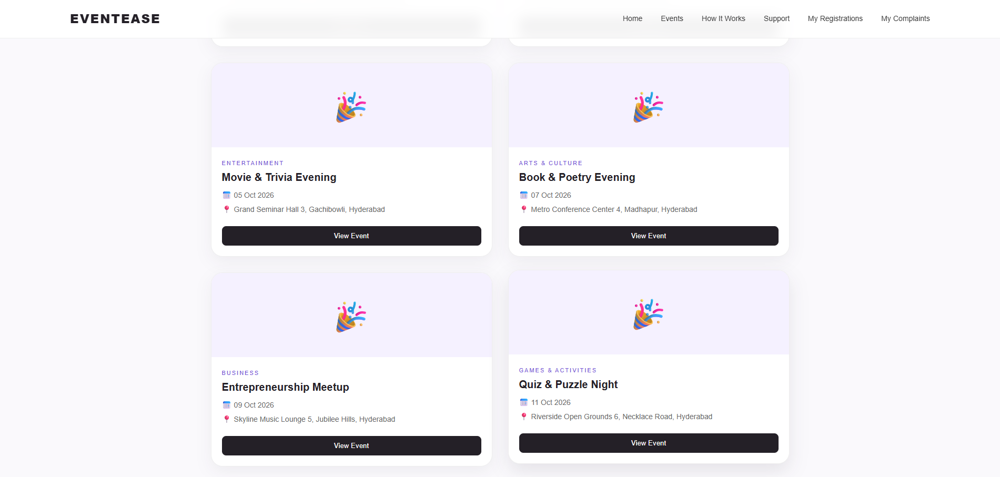 EVENTEASE
Home Events How It Works Support My Registrations My Complaints
ENTERTAINMENT
Movie & Trivia Evening
05 Oct 2026
Grand Seminar Hall 3, Gachibowli, Hyderabad
View Event
ARTS & CULTURE
Book & Poetry Evening
07 Oct 2026
Metro Conference Center 4, Madhapur, Hyderabad
View Event
BUSINESS
Entrepreneurship Meetup
09 Oct 2026
Skyline Music Lounge 5, Jubilee Hills, Hyderabad
View Event
GAMES & ACTIVITIES
Quiz & Puzzle Night
11 Oct 2026
Riverside Open Grounds 6, Necklace Road, Hyderabad
View Event